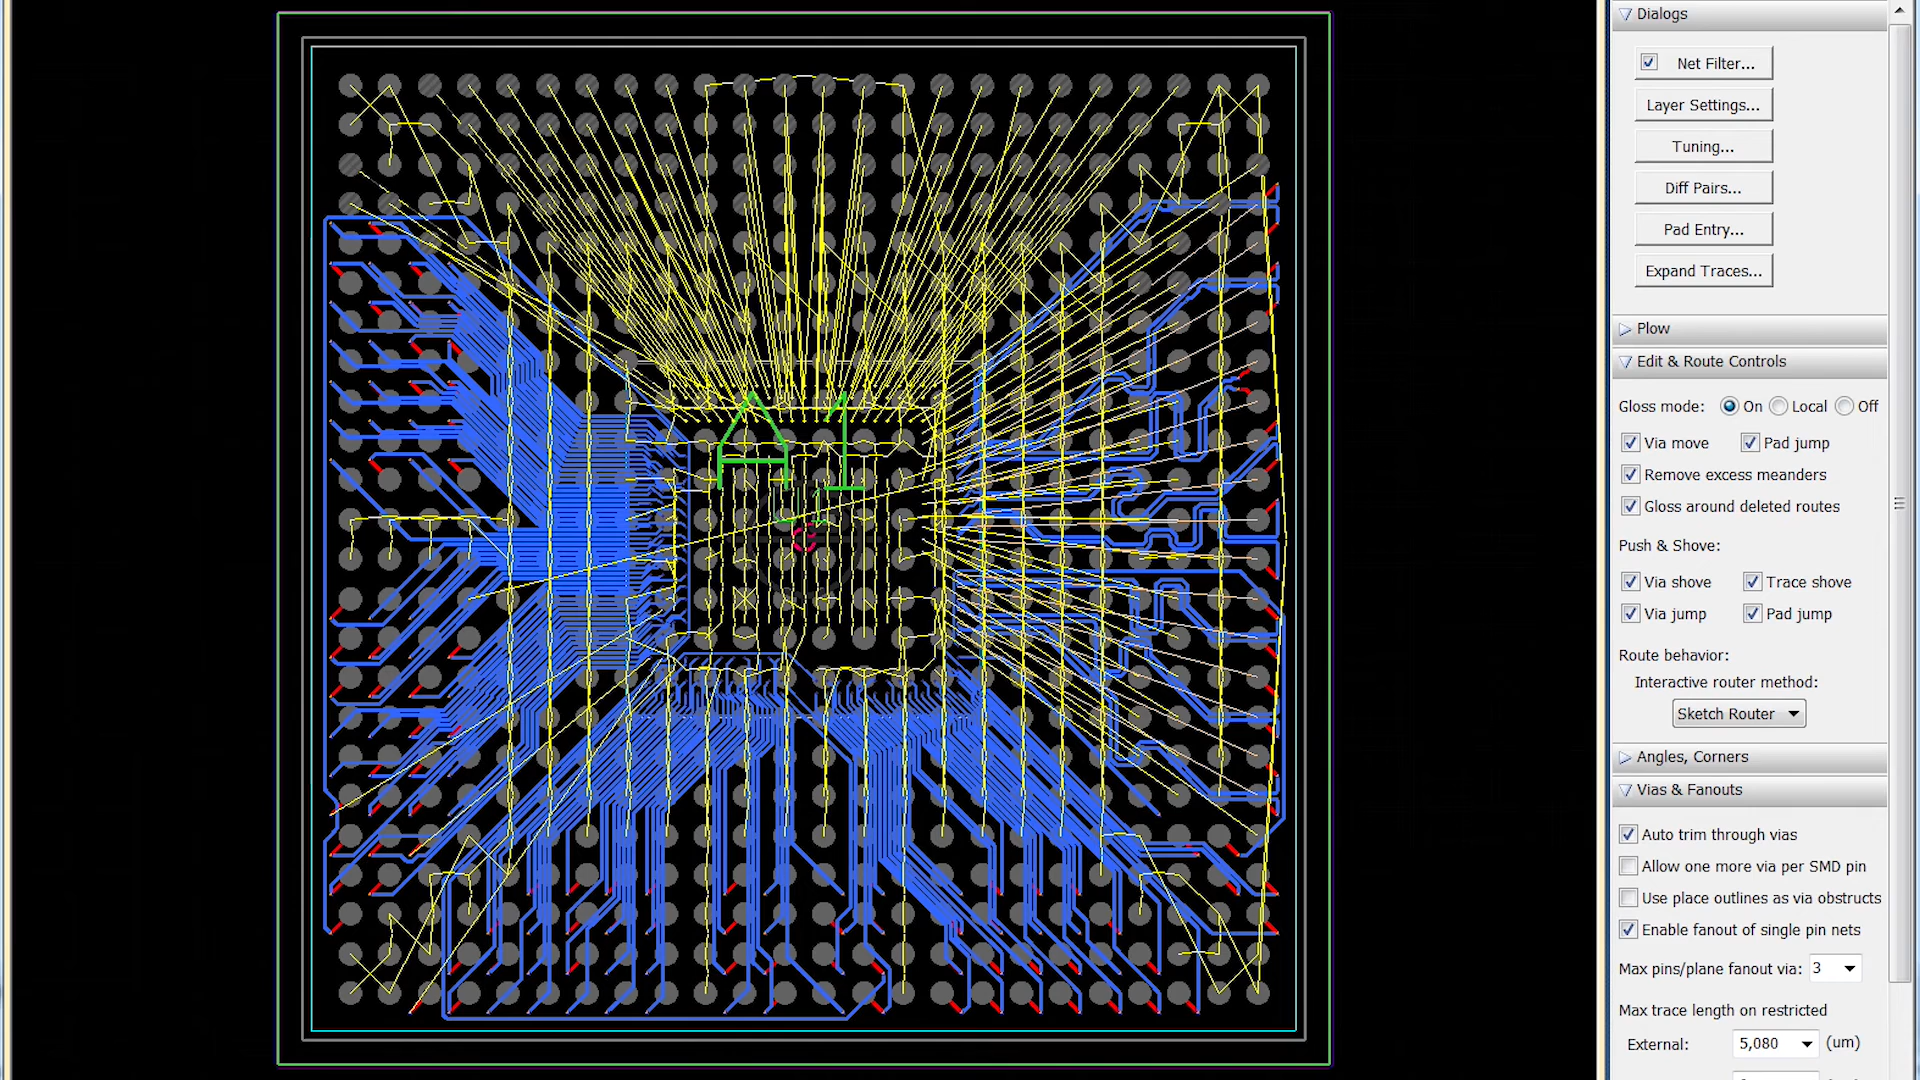 Dialogs
Net Filter...
Layer Settings...
Tuning...
Diff Pairs...
Pad Entry...
Expand Traces...
Plow
Edit & Route Controls
Gloss mode: On Local Off
Via move Pad jump
Remove excess meanders
Gloss around deleted routes
Push & Shove:
Via shove Trace shove
Via jump Pad jump
Route behavior:
Interactive router method:
Sketch Router
Angles, Corners
Vias & Fanouts
Auto trim through vias
Allow one more via per SMD pin
Use place outlines as via obstructs
Enable fanout of single pin nets
Max pins/plane fanout via: 3
Max trace length on restricted
External: 5,080 (um)
A1